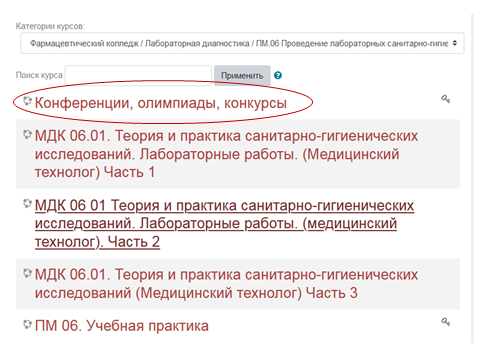 Категории курсов:
Фармацевтический колледж / Лабораторная диагностика / ПМ.06 Проведение лабораторных санитарно-гигие
Поиск курса
Применить
Конференции, олимпиады, конкурсы
МДК 06.01. Теория и практика санитарно-гигиенических
исследований. Лабораторные работы. (Медицинский
технолог) Часть 1
МДК 06 01 Теория и практика санитарно-гигиенических
исследований. Лабораторные работы. (медицинский
технолог). Часть 2
МДК 06.01. Теория и практика санитарно-гигиенических
исследований (Медицинский технолог) Часть 3
ПМ 06. Учебная практика